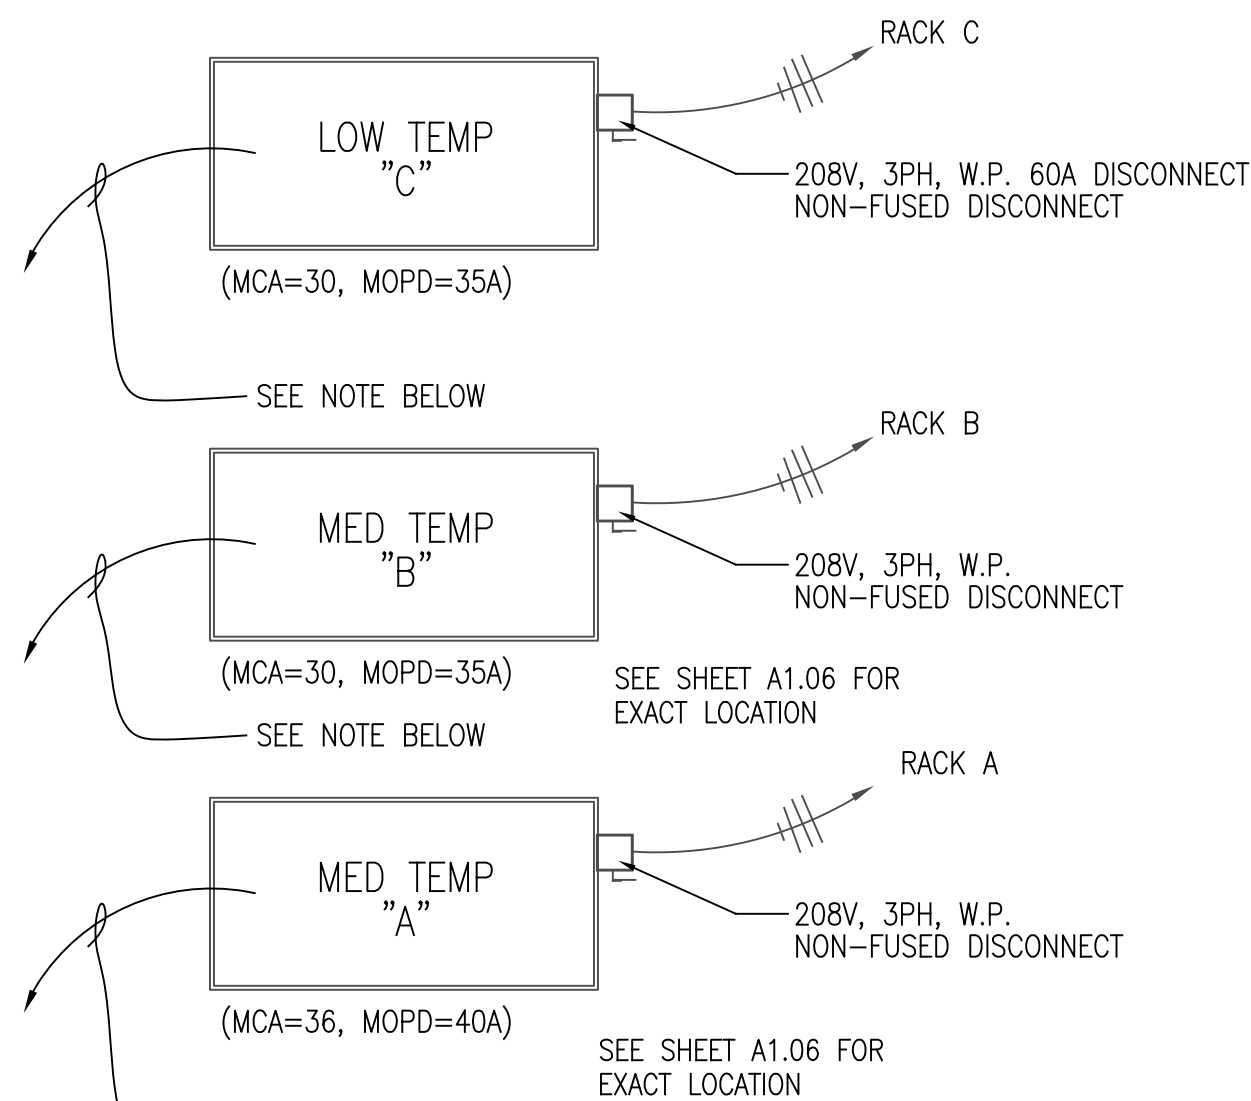 RACK C
LOW TEMP
"C"
208V, 3PH, W.P. 60A DISCONNECT
NON-FUSED DISCONNECT
(MCA=30, MOPD=35A)
SEE NOTE BELOW
RACK B
MED TEMP
"B"
208V, 3PH, W.P.
NON-FUSED DISCONNECT
(MCA=30, MOPD=35A)
SEE SHEET A1.06 FOR
EXACT LOCATION
SEE NOTE BELOW
RACK A
MED TEMP
"A"
208V, 3PH, W.P.
NON-FUSED DISCONNECT
(MCA=36, MOPD=40A)
SEE SHEET A1.06 FOR
EXACT LOCATION